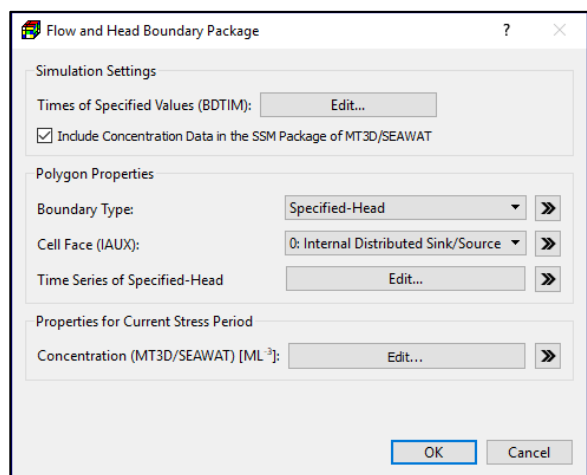 Flow and Head Boundary Package
Simulation Settings
Times of Specified Values (BDTIM): Edit...
Include Concentration Data in the SSM Package of MT3D/SEAWAT
Polygon Properties
Boundary Type: Specified-Head
Cell Face (IAUX): 0: Internal Distributed Sink/Source
Time Series of Specified-Head Edit...
Properties for Current Stress Period
Concentration (MT3D/SEAWAT) [ML⁻³]: Edit...
OK Cancel